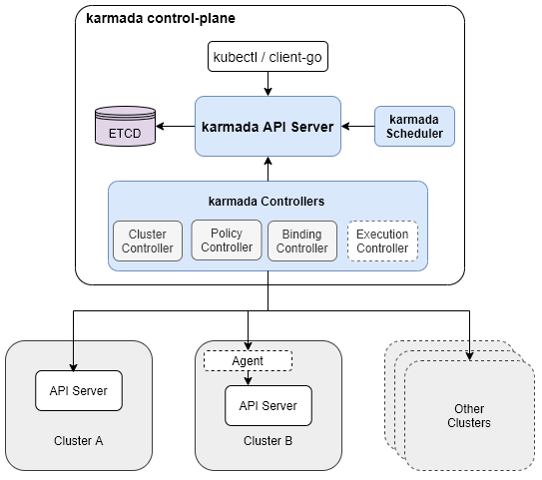 karmada control-plane
kubectl / client-go
ETCD
karmada API Server
karmada
Scheduler
karmada Controllers
Cluster
Controller
Policy
Controller
Binding
Controller
Execution
Controller
API Server
Cluster A
Agent
API Server
Cluster B
Other
Clusters